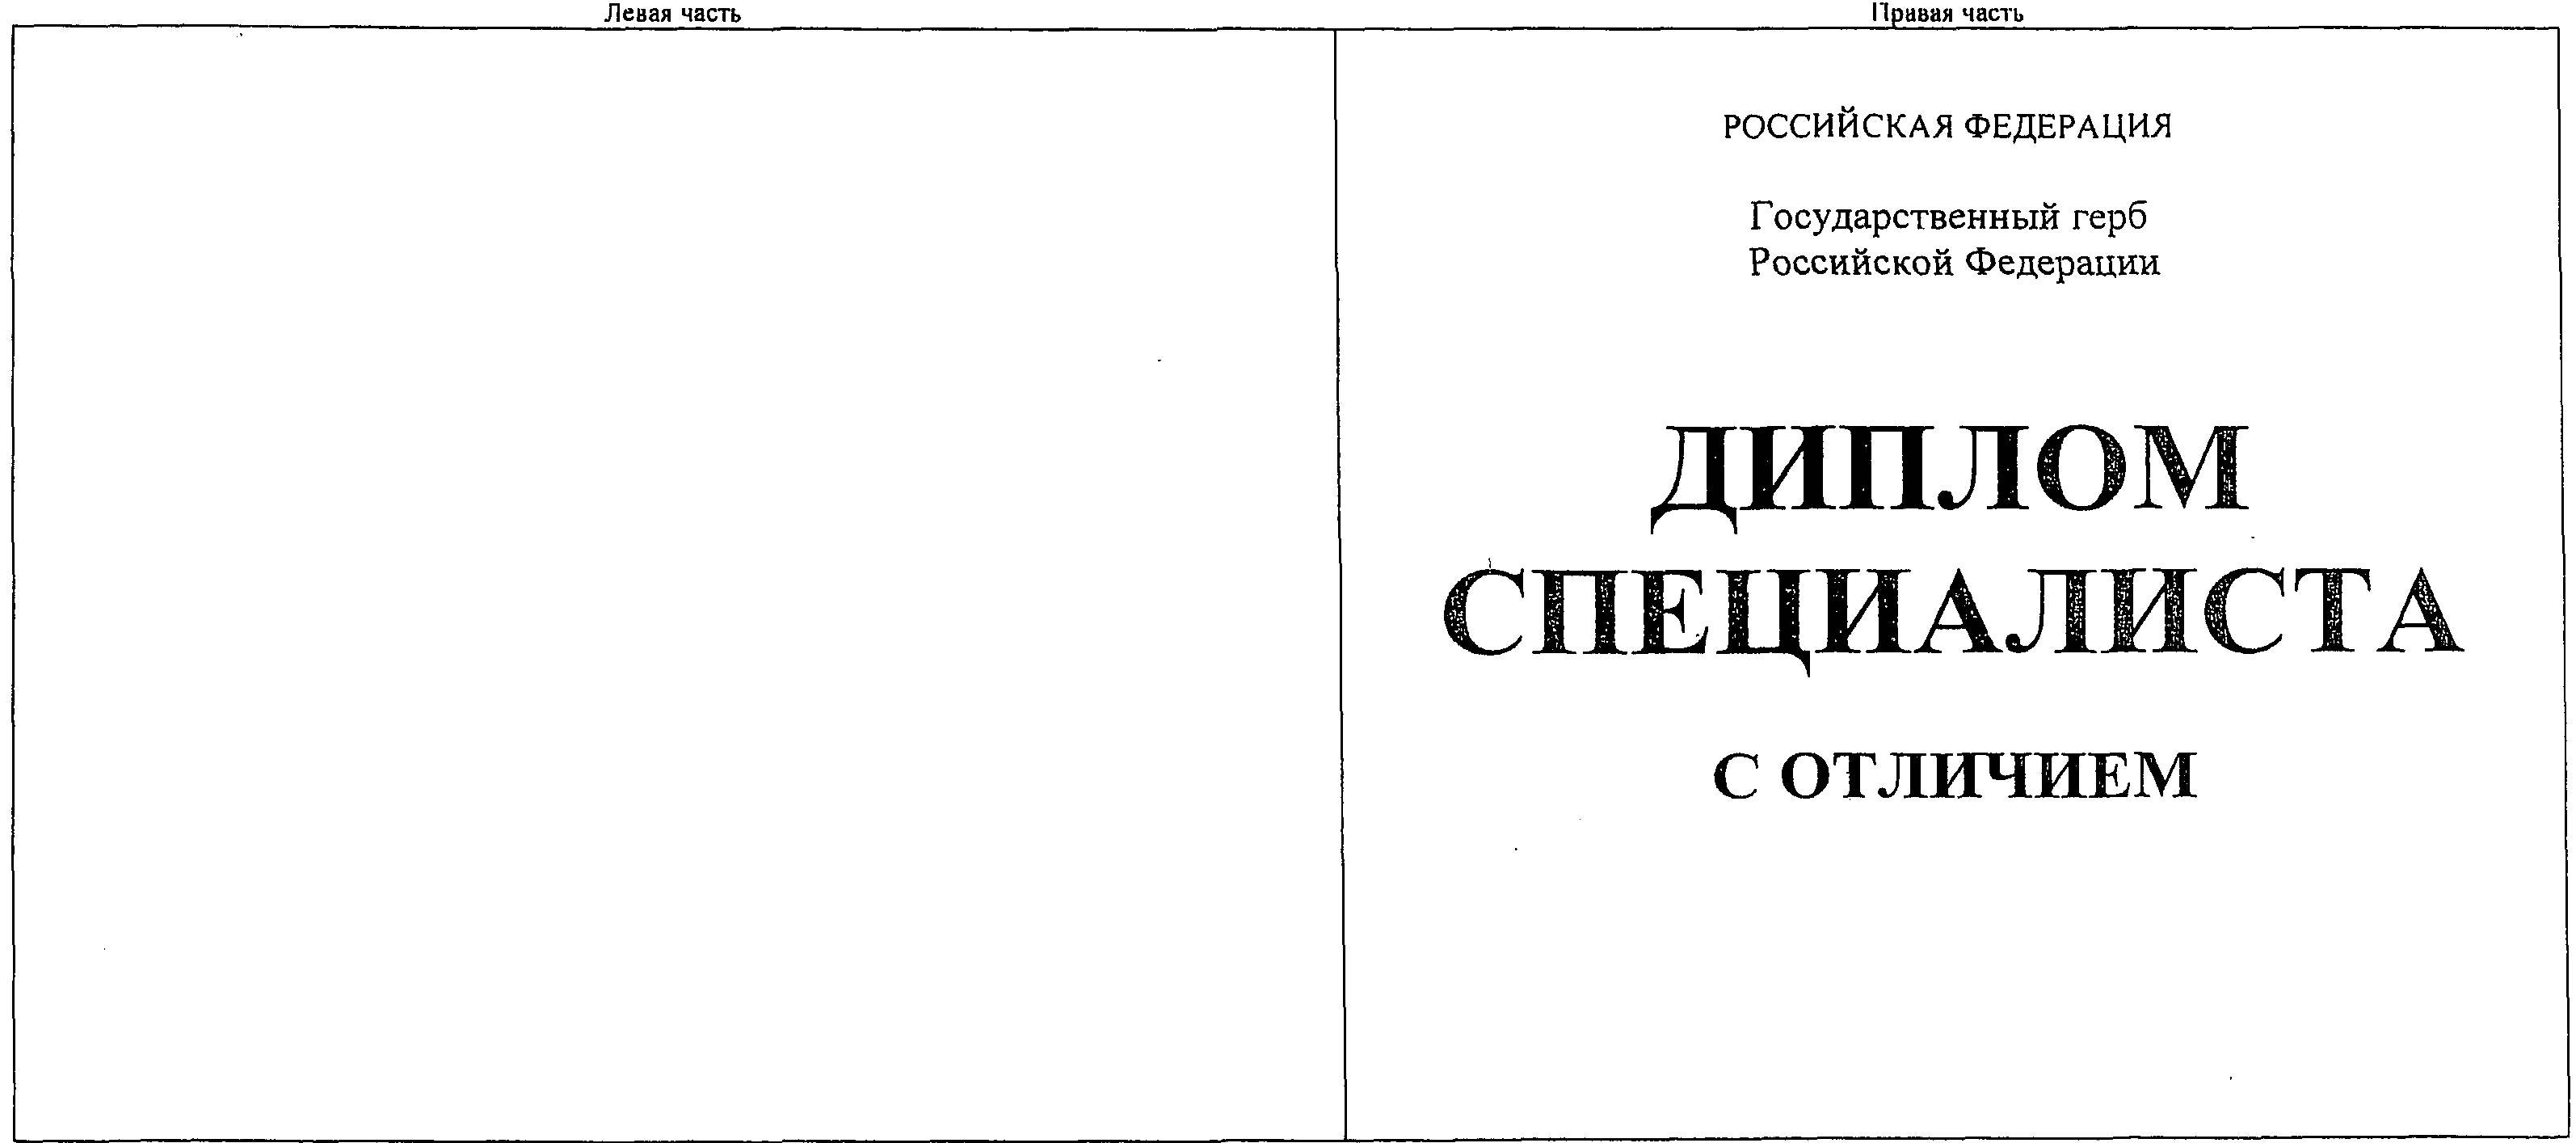 Левая часть
Правая часть
РОССИЙСКАЯ ФЕДЕРАЦИЯ
Государственный герб
Российской Федерации
ДИПЛОМ
СПЕЦИАЛИСТА
С ОТЛИЧИЕМ